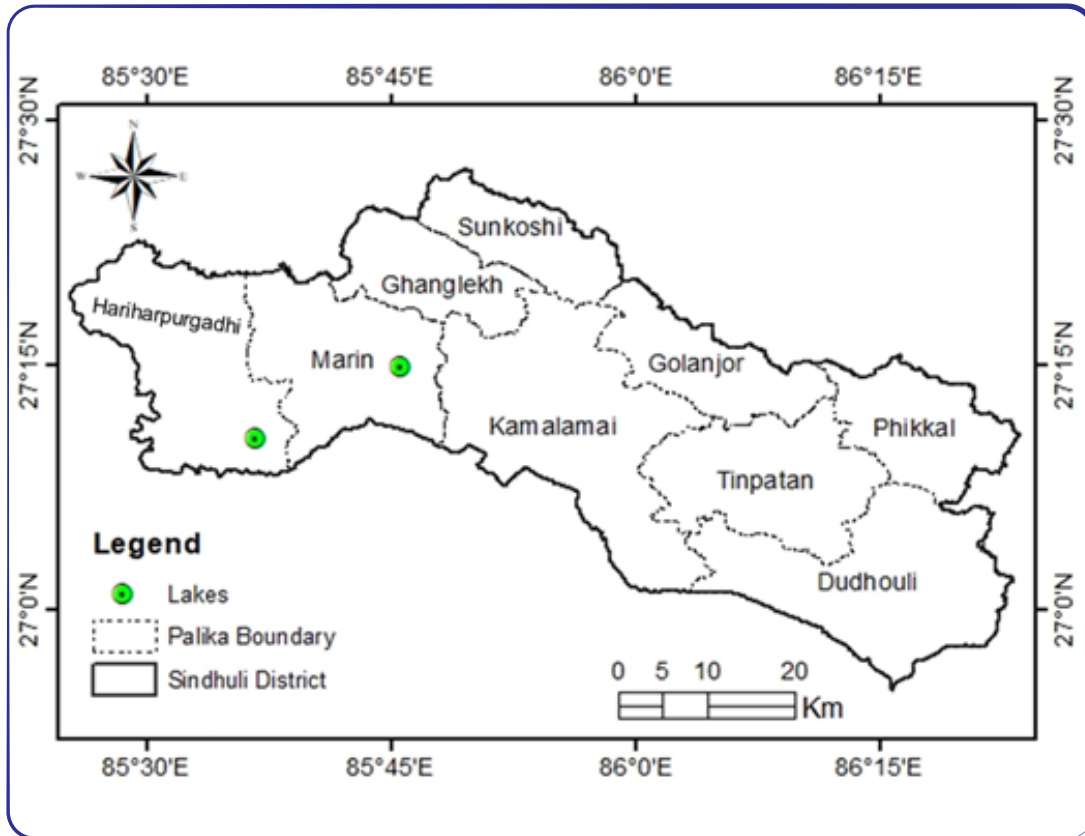 85°30'E 85°45'E 86°0'E 86°15'E
27°30'N 27°30'N
N
W E
S
Sunkoshi
Ghanglekh
Hariharpurgadhi
27°15'N Marin Golanjor 27°15'N
Kamalamai Phikkal
Tinpatan
Legend
Dudhouli
Lakes
27°0'N 27°0'N
Palika Boundary
Sindhuli District
0 5 10 20
Km
85°30'E 85°45'E 86°0'E 86°15'E